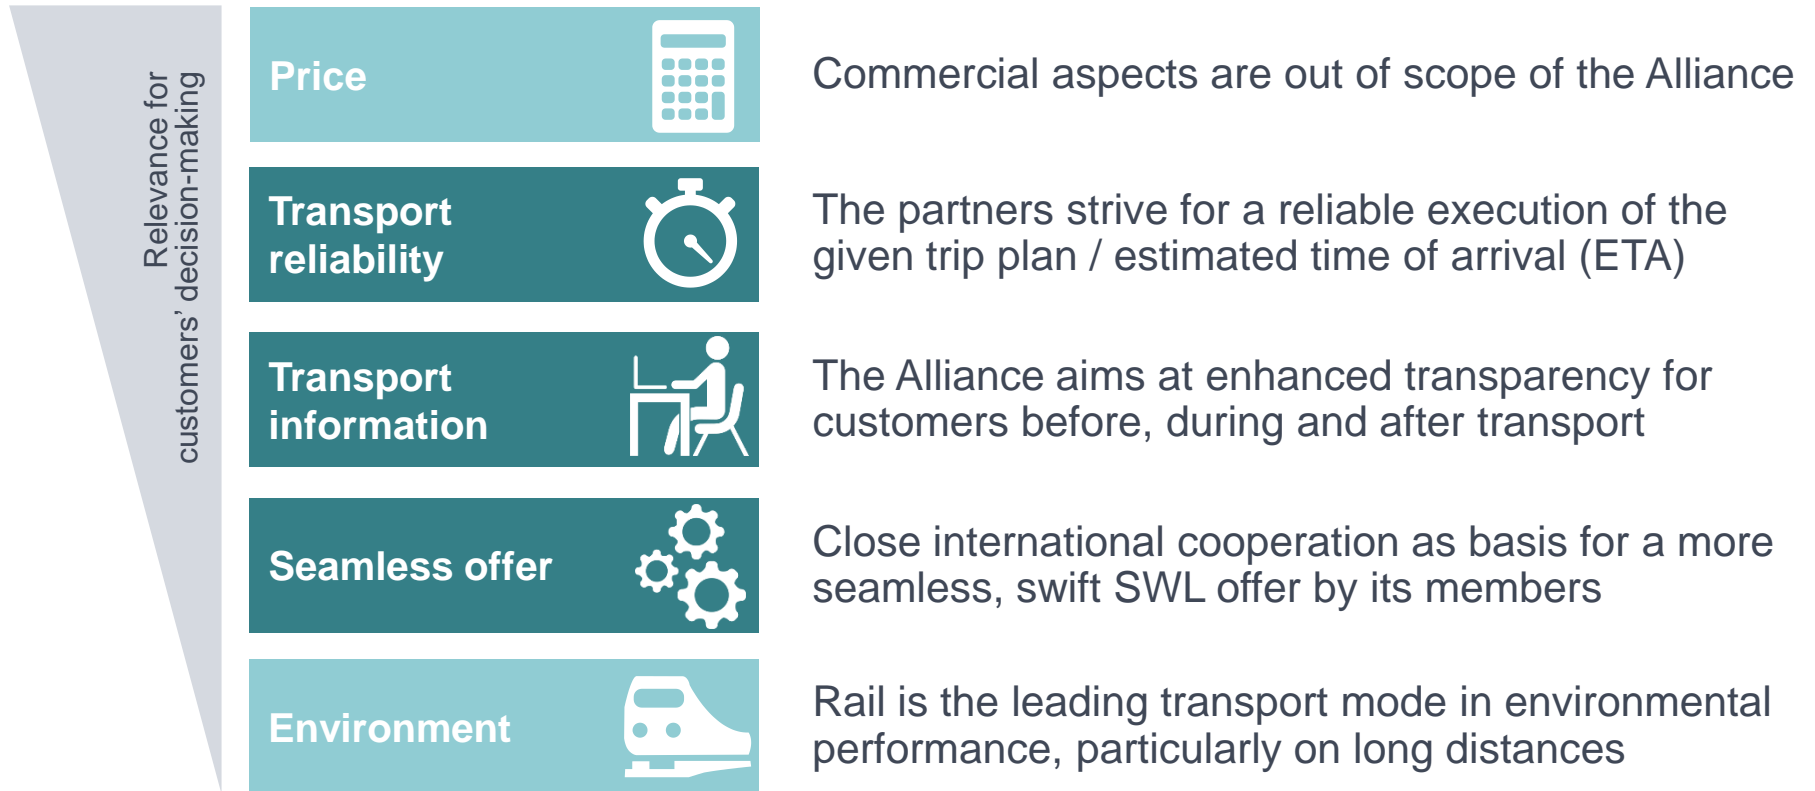 Relevance for
customers’ decision-making
Price
Commercial aspects are out of scope of the Alliance
Transport
reliability
The partners strive for a reliable execution of the
given trip plan / estimated time of arrival (ETA)
Transport
information
The Alliance aims at enhanced transparency for
customers before, during and after transport
Seamless offer
Close international cooperation as basis for a more
seamless, swift SWL offer by its members
Environment
Rail is the leading transport mode in environmental
performance, particularly on long distances